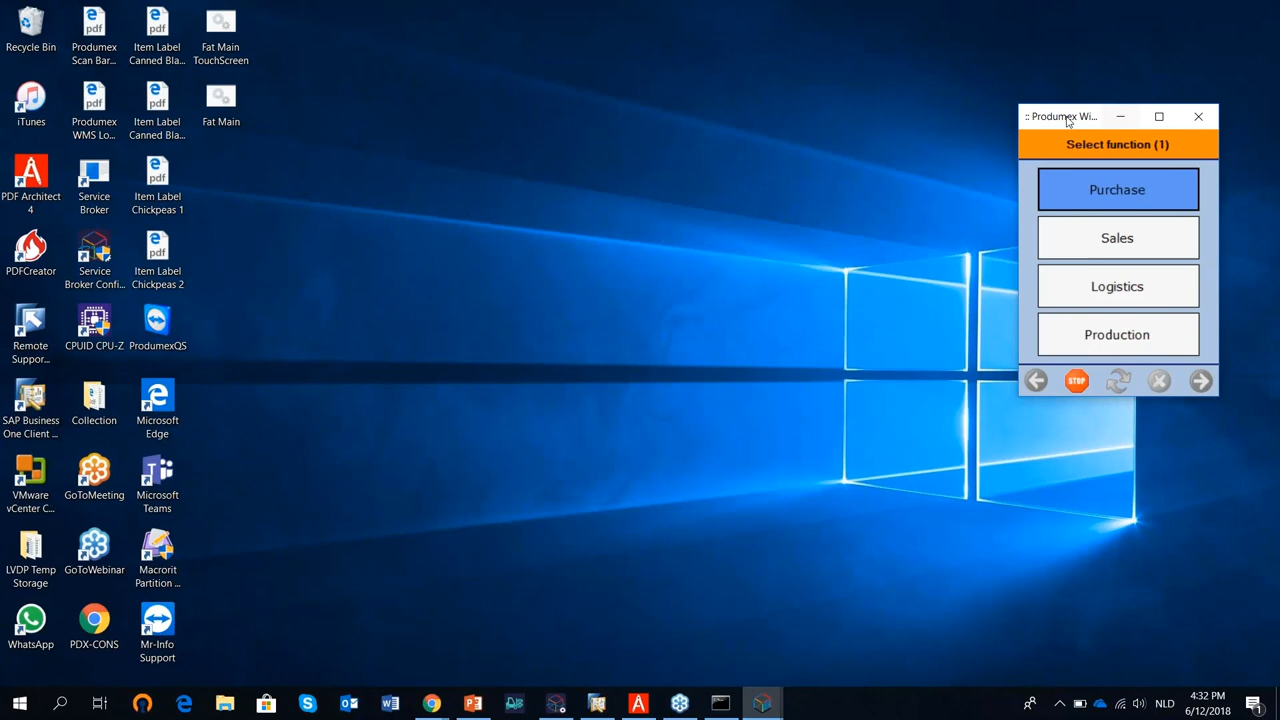 Recycle Bin
Produmex
Scan Bar...
Item Label
Canned Bla...
Fat Main
TouchScreen
iTunes
Produmex
WMS Lo...
Item Label
Canned Bla...
Fat Main
PDF Architect
4
Service
Broker
Item Label
Chickpeas 1
PDFCreator
Service
Broker Confi...
Item Label
Chickpeas 2
Remote
Suppor...
CPUID CPU-Z
ProdumexQS
SAP Business
One Client ...
Collection
Microsoft
Edge
VMware
vCenter C...
GoToMeeting
Microsoft
Teams
LVDP Temp
Storage
GoToWebinar
Macrorit
Partition ...
WhatsApp
PDX-CONS
Mr-Info
Support
:: Produmex Wi...
Select function (1)
Purchase
Sales
Logistics
Production
STOP
NLD
4:32 PM
6/12/2018
1